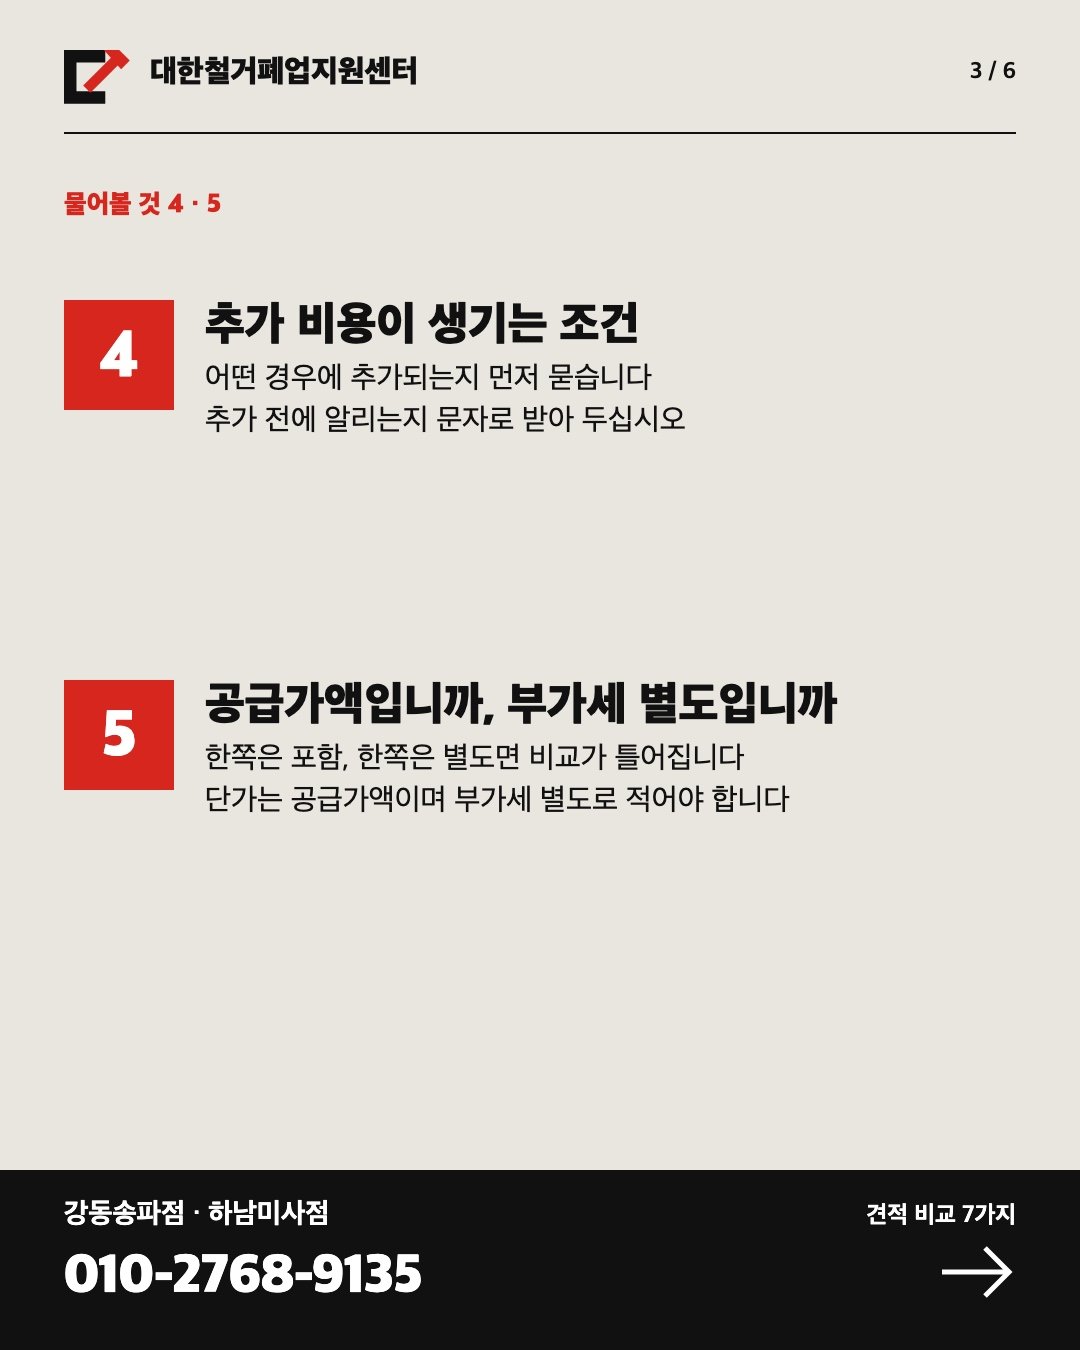 대한철거폐업지원센터
3 / 6
물어볼 것 4 · 5
4
추가 비용이 생기는 조건
어떤 경우에 추가되는지 먼저 묻습니다
추가 전에 알리는지 문자로 받아 두십시오
5
공급가액입니까, 부가세 별도입니까
한쪽은 포함, 한쪽은 별도면 비교가 틀어집니다
단가는 공급가액이며 부가세 별도로 적어야 합니다
강동송파점 · 하남미사점
010-2768-9135
견적 비교 7가지